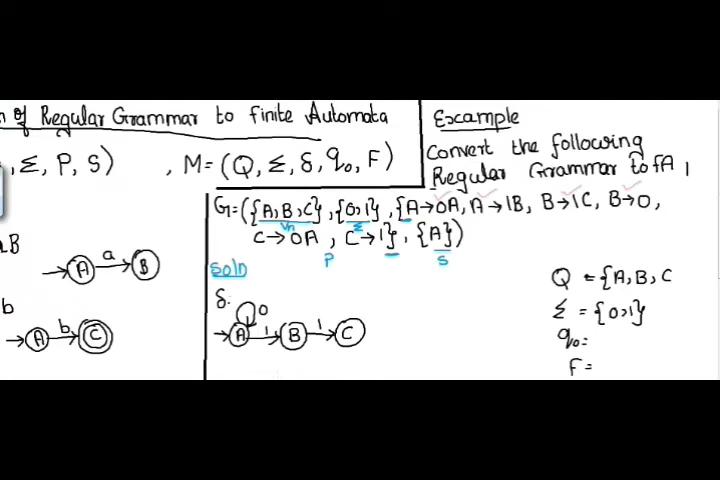 n of Regular Grammar to finite Automata
, Σ, P, S) , M= (Q, Σ, δ, q₀, F)
Example
Convert the following
Regular Grammar to fA,
G=({A,B,C},{0,1},{A→0A, A→1B, B→1C, B→0,
Vn Σ
C→0A, C→1}, {A})
P S
aB
A a B
b
A b C
soln
δ:
0
A 1 B 1 C
Q ={A,B,C
Σ ={0,1}
q₀=
F=